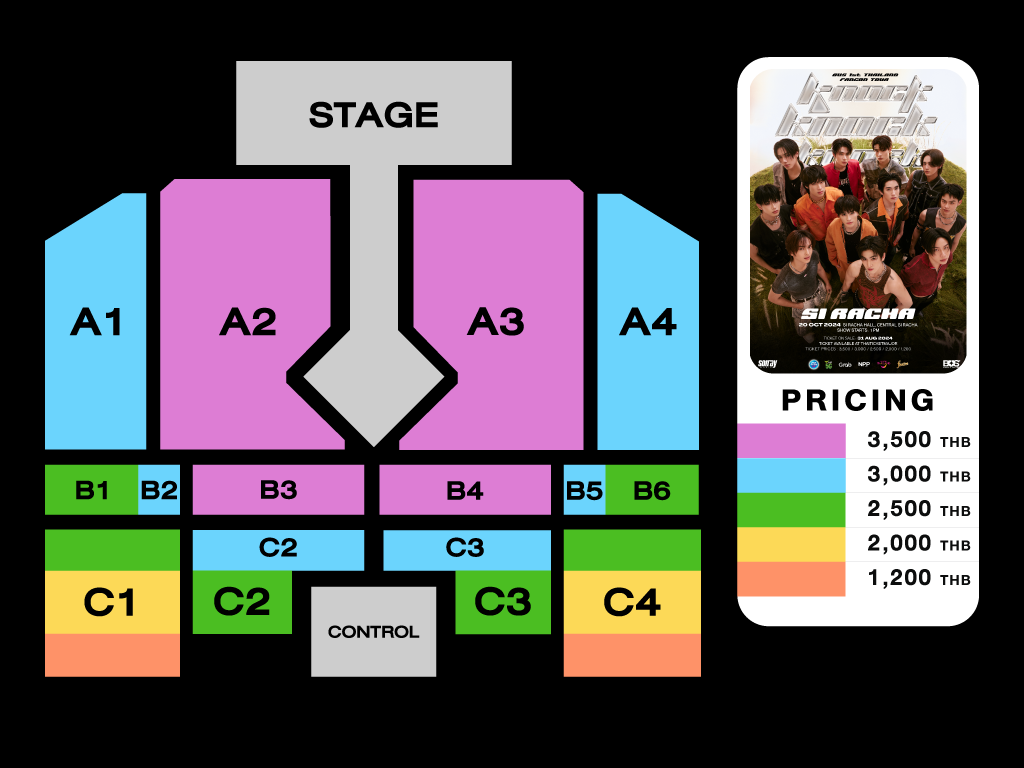 STAGE
A1
A2
A3
A4
B1
B2
B3
B4
B5
B6
C2
C3
C1
C2
C3
C4
CONTROL
BUS 1st THAILAND
FANCON TOUR
knock
knock
knock
SI RACHA
20 OCT 2024 SI RACHA HALL, CENTRAL SI RACHA
SHOW STARTS : 1 PM
TICKET ON SALE : 01 AUG 2024
TICKET AVAILABLE AT THAITICKETMAJOR
TICKET PRICES : 3,500 / 3,000 / 2,500 / 2,000 / 1,200
sonray
Grab
NPP
BUS
PRICING
3,500 THB
3,000 THB
2,500 THB
2,000 THB
1,200 THB